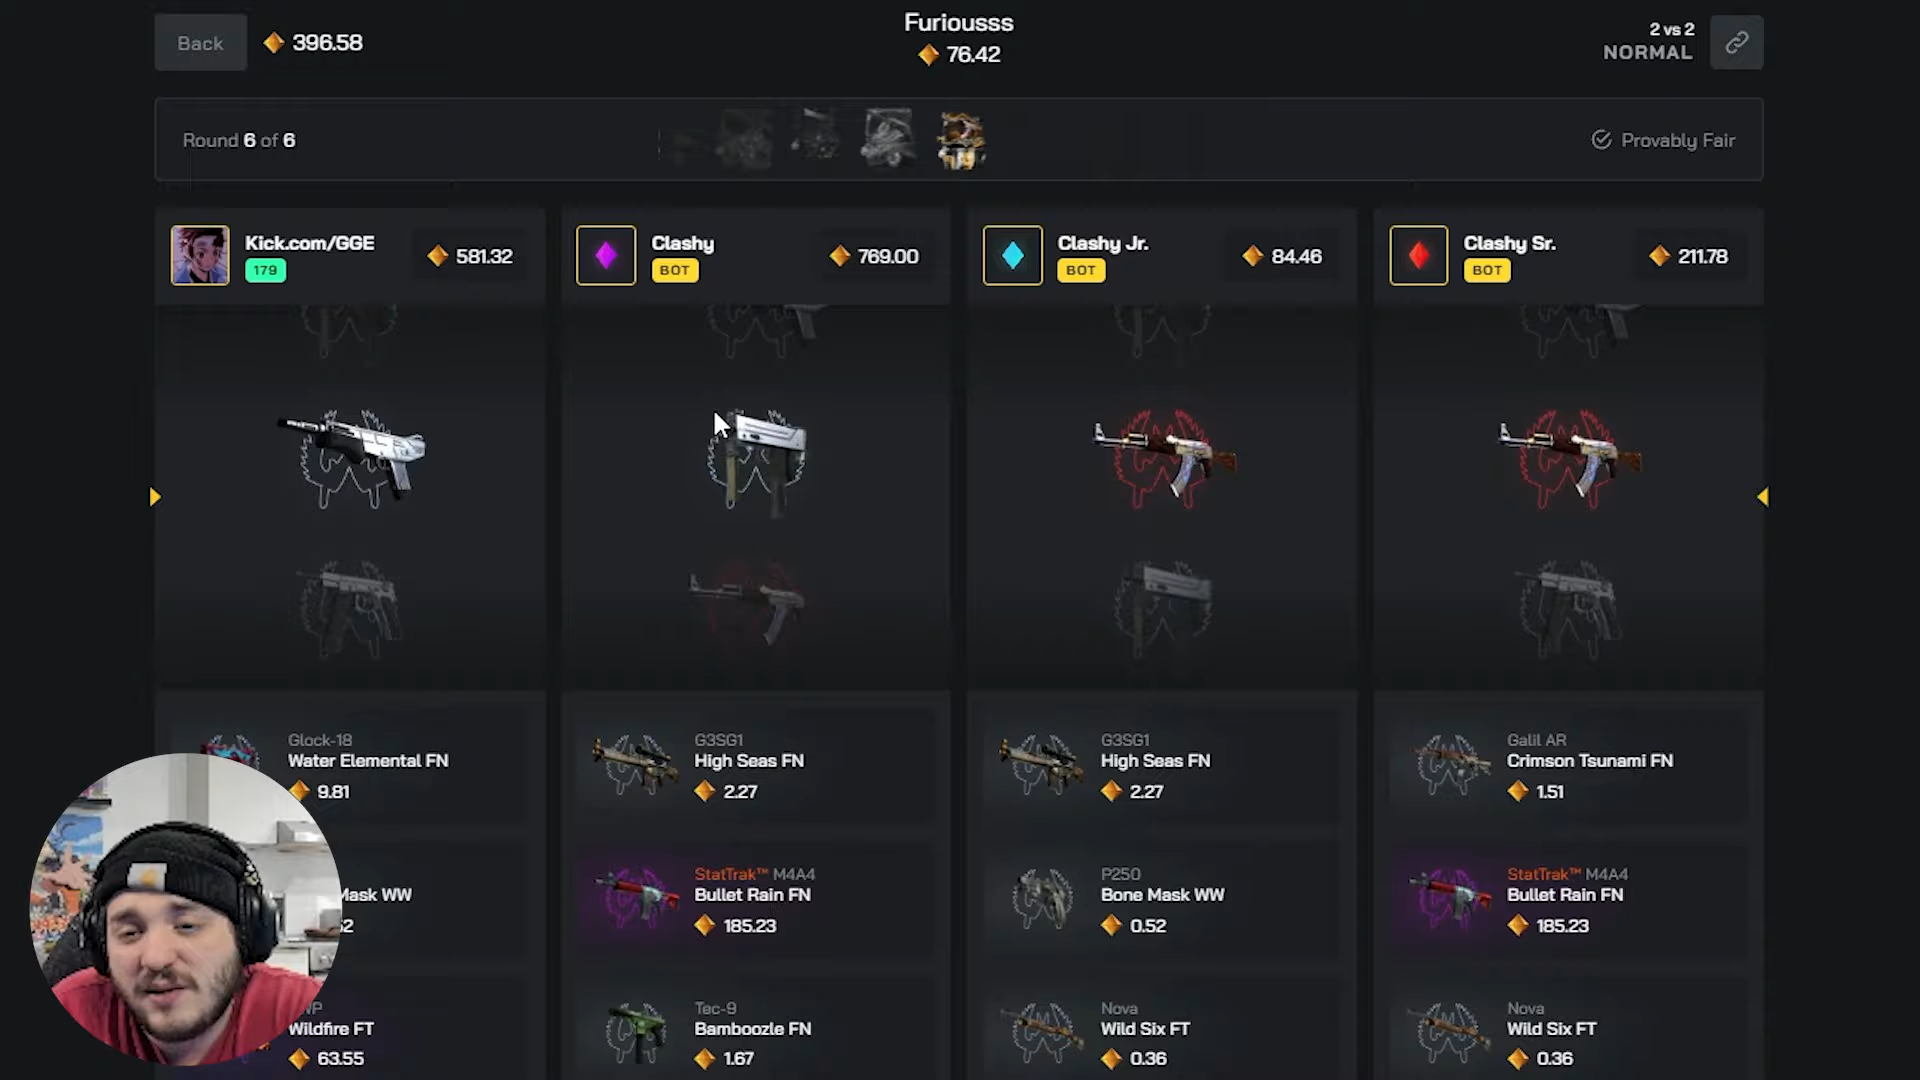 Back
396.58
Furiousss
76.42
2 vs 2
NORMAL
Round 6 of 6
Provably Fair
Kick.com/GGE
179
581.32
Clashy
BOT
769.00
Clashy Jr.
BOT
84.46
Clashy Sr.
BOT
211.78
Glock-18
Water Elemental FN
9.81
G3SG1
High Seas FN
2.27
G3SG1
High Seas FN
2.27
Galil AR
Crimson Tsunami FN
1.51
Mask WW
52
StatTrak™ M4A4
Bullet Rain FN
185.23
P250
Bone Mask WW
0.52
StatTrak™ M4A4
Bullet Rain FN
185.23
Wildfire FT
63.55
Tec-9
Bamboozle FN
1.67
Nova
Wild Six FT
0.36
Nova
Wild Six FT
0.36